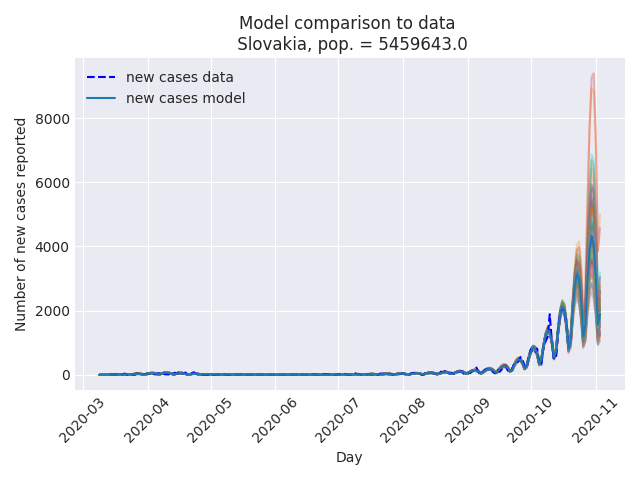 Model comparison to data
Slovakia, pop. = 5459643.0
new cases data
new cases model
Number of new cases reported
8000
6000
4000
2000
0
2020-03
2020-04
2020-05
2020-06
2020-07
2020-08
2020-09
2020-10
2020-11
Day